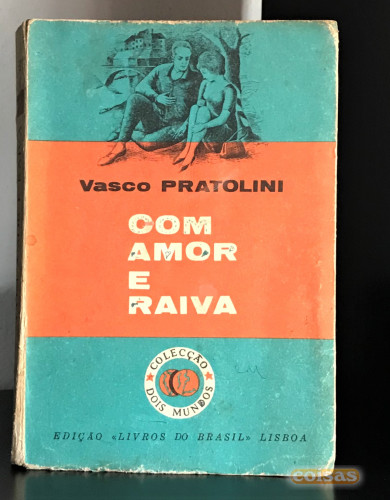 Vasco PRATOLINI
COM
AMOR
E
RAIVA
COLECÇÃO
DOIS MUNDOS
EDIÇÃO «LIVROS DO BRASIL» LISBOA
coisas